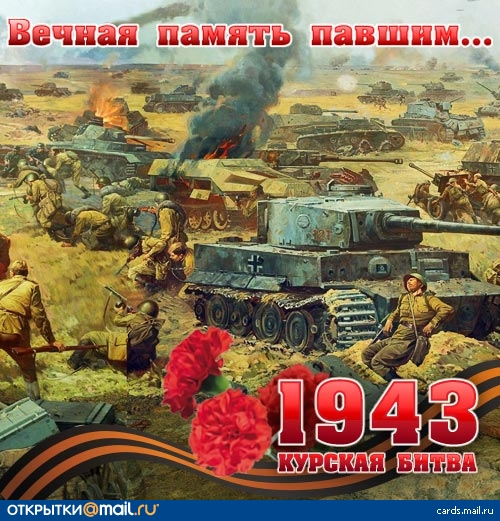 Вечная память павшим...
1943
КУРСКАЯ БИТВА
ОТКРЫТКИ@mail.ru
cards.mail.ru